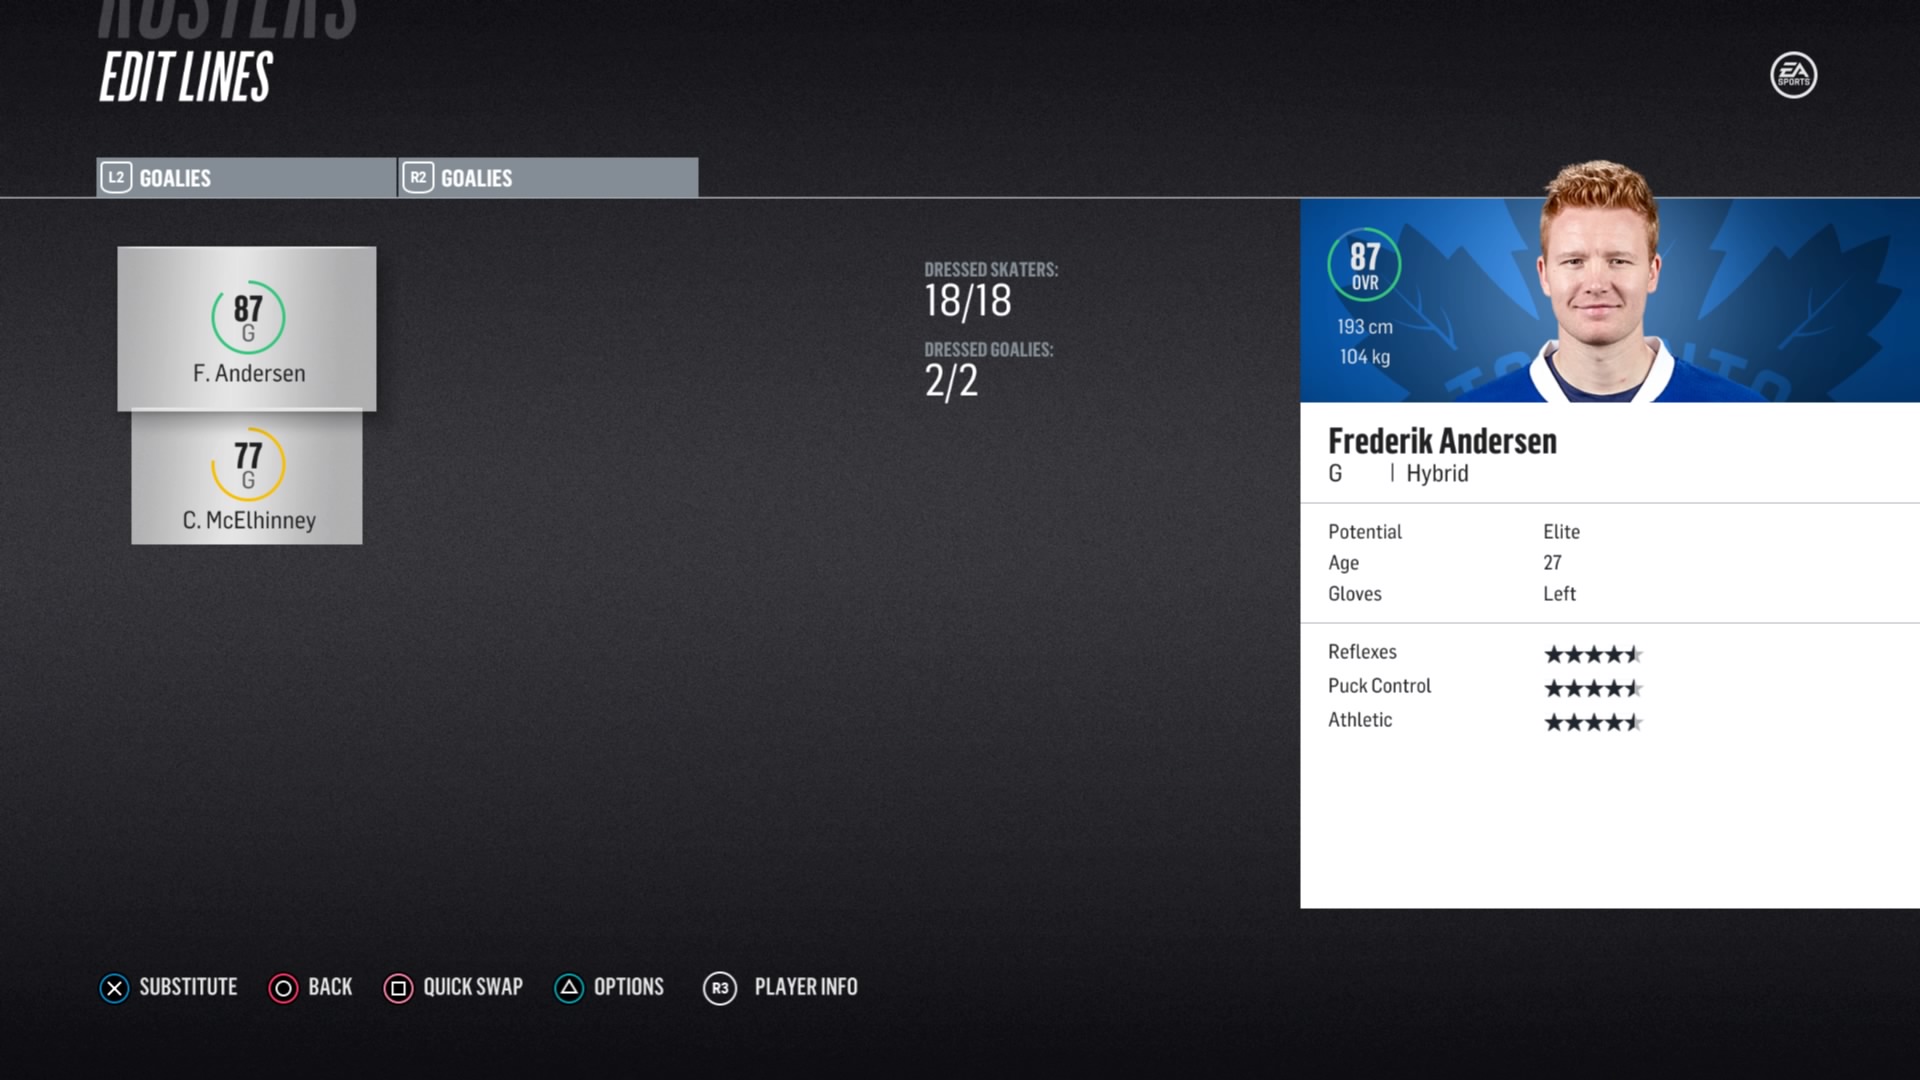 ROSTERS
EDIT LINES
EA
SPORTS
L2 GOALIES
R2 GOALIES
87
G
F. Andersen
77
G
C. McElhinney
DRESSED SKATERS:
18/18
DRESSED GOALIES:
2/2
87
OVR
193 cm
104 kg
Frederik Andersen
G | Hybrid
Potential Elite
Age 27
Gloves Left
Reflexes
Puck Control
Athletic
SUBSTITUTE BACK QUICK SWAP OPTIONS R3 PLAYER INFO